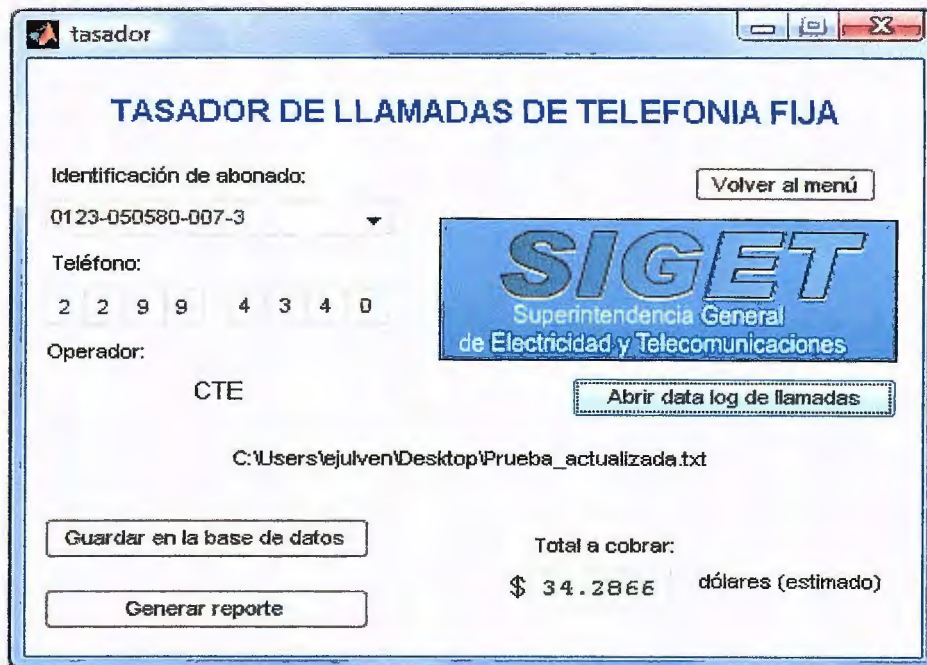 tasador
TASADOR DE LLAMADAS DE TELEFONIA FIJA
Identificación de abonado:
Volver al menú
0123-050580-007-3
SIGET
Superintendencia General
de Electricidad y Telecomunicaciones
Teléfono:
2 2 9 9 4 3 4 0
Operador:
CTE
Abrir data log de llamadas
C:\Users\ejulven\Desktop\Prueba_actualizada.txt
Guardar en la base de datos
Total a cobrar:
$ 34.2866 dólares (estimado)
Generar reporte